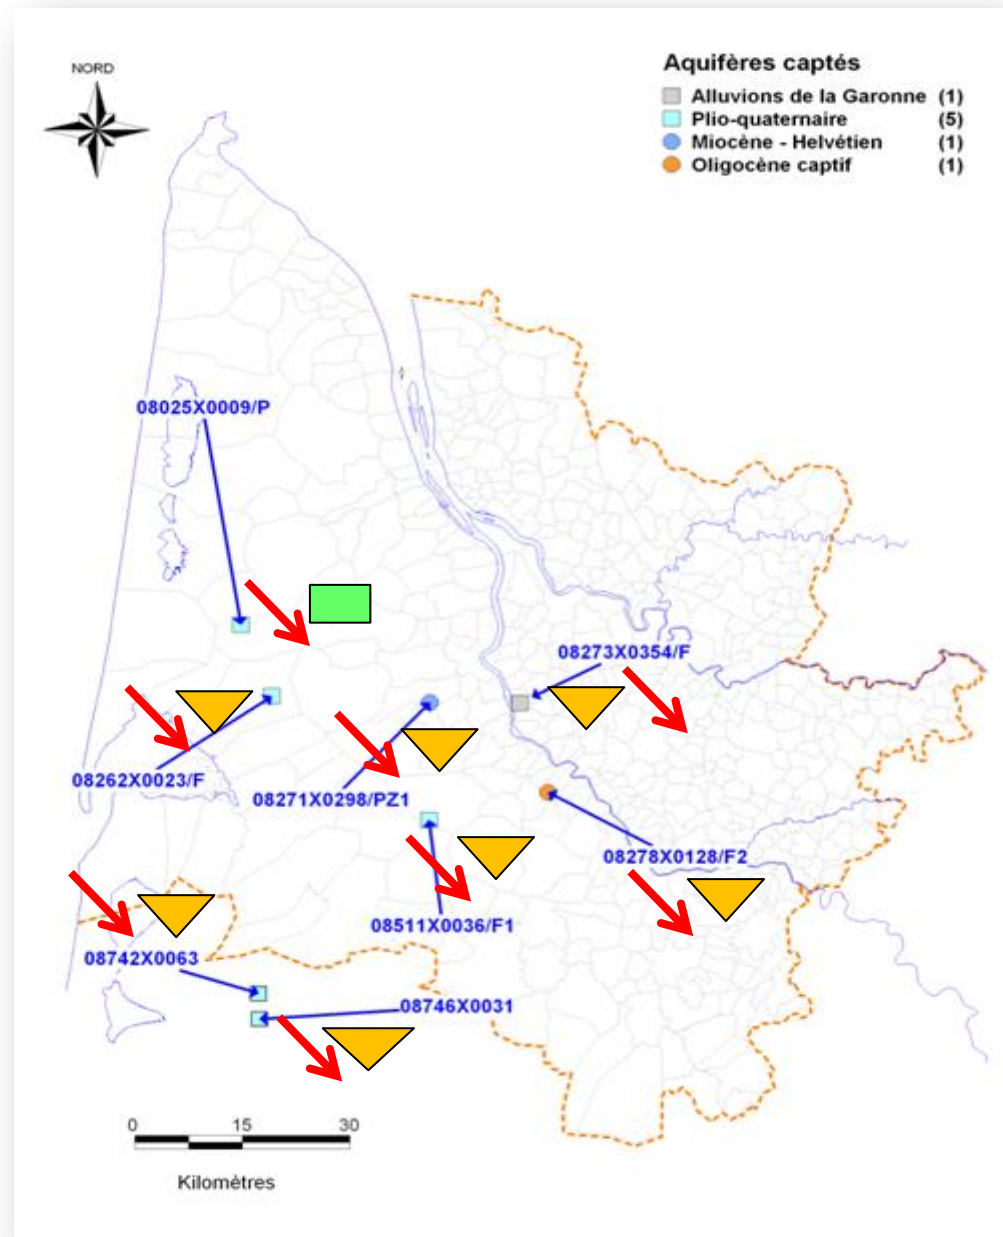 NORD
Aquifères captés
Alluvions de la Garonne (1)
Plio-quaternaire (5)
Miocène - Helvétien (1)
Oligocène captif (1)
08025X0009/P
08273X0354/F
08262X0023/F
08271X0298/PZ1
08278X0128/F2
08511X0036/F1
08742X0063
08746X0031
0 15 30
Kilomètres